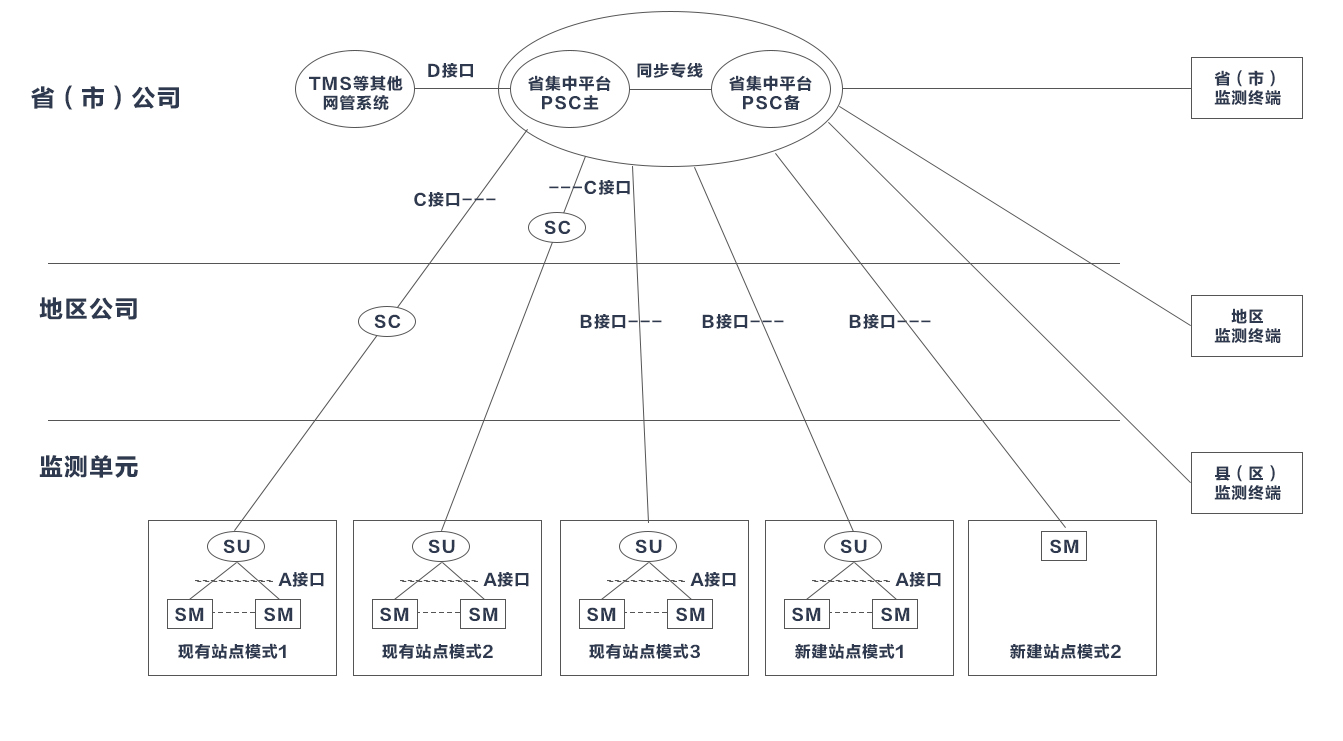 省（市）公司
TMS等其他
网管系统
D接口
省集中平台
PSC主
同步专线
省集中平台
PSC备
省（市）
监测终端
C接口
C接口
SC
地区公司
SC
B接口
B接口
B接口
地区
监测终端
监测单元
县（区）
监测终端
SU
A接口
SM
SM
现有站点模式1
SU
A接口
SM
SM
现有站点模式2
SU
A接口
SM
SM
现有站点模式3
SU
A接口
SM
SM
新建站点模式1
SM
新建站点模式2